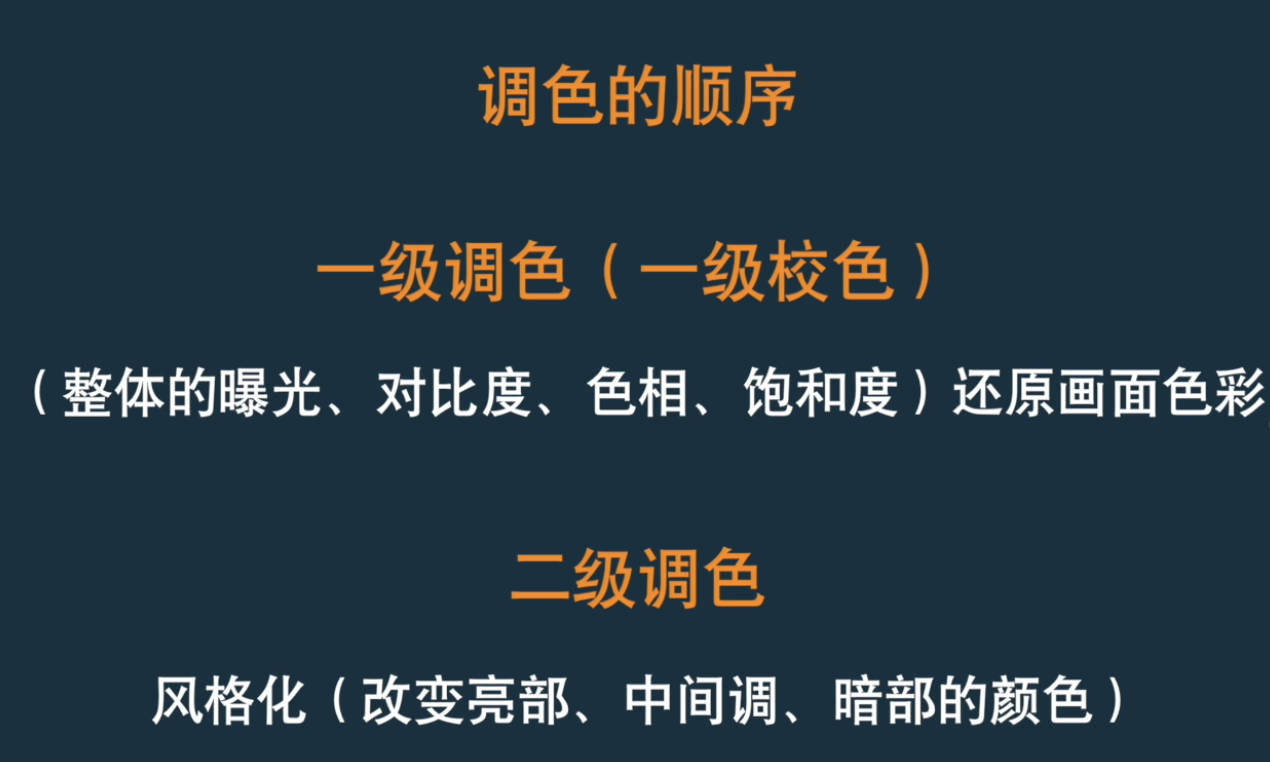 调色的顺序
一级调色（一级校色）
（整体的曝光、对比度、色相、饱和度）还原画面色彩
二级调色
风格化（改变亮部、中间调、暗部的颜色）